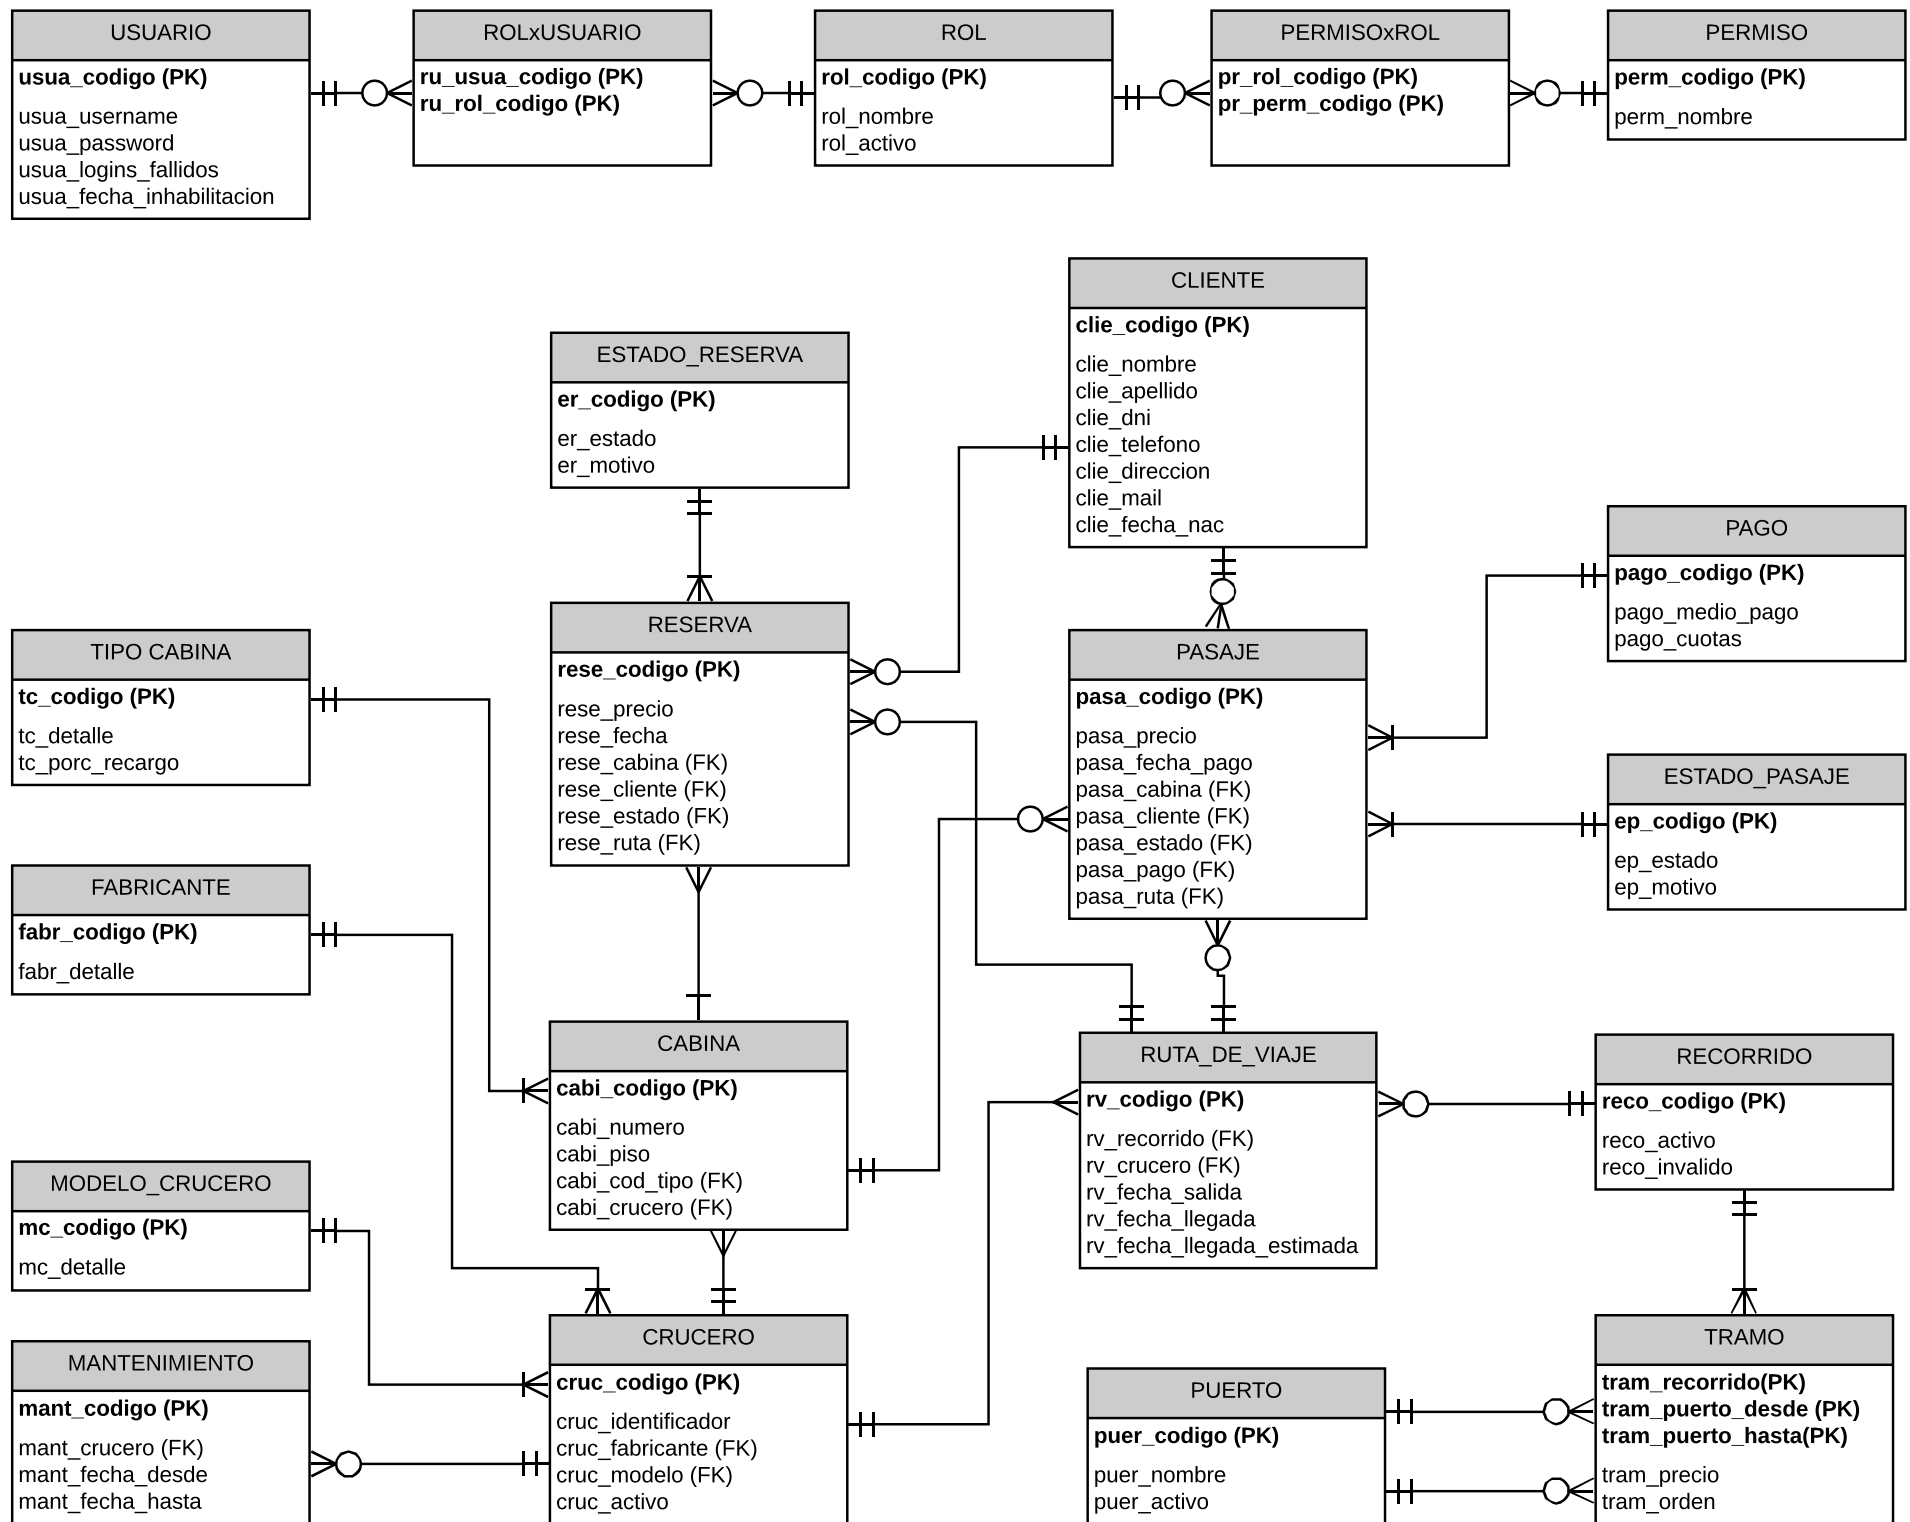 USUARIO
usua_codigo (PK)
usua_username
usua_password
usua_logins_fallidos
usua_fecha_inhabilitacion
ROLxUSUARIO
ru_usua_codigo (PK)
ru_rol_codigo (PK)
ROL
rol_codigo (PK)
rol_nombre
rol_activo
PERMISOxROL
pr_rol_codigo (PK)
pr_perm_codigo (PK)
PERMISO
perm_codigo (PK)
perm_nombre
CLIENTE
clie_codigo (PK)
clie_nombre
clie_apellido
clie_dni
clie_telefono
clie_direccion
clie_mail
clie_fecha_nac
ESTADO_RESERVA
er_codigo (PK)
er_estado
er_motivo
PAGO
pago_codigo (PK)
pago_medio_pago
pago_cuotas
RESERVA
rese_codigo (PK)
rese_precio
rese_fecha
rese_cabina (FK)
rese_cliente (FK)
rese_estado (FK)
rese_ruta (FK)
TIPO CABINA
tc_codigo (PK)
tc_detalle
tc_porc_recargo
PASAJE
pasa_codigo (PK)
pasa_precio
pasa_fecha_pago
pasa_cabina (FK)
pasa_cliente (FK)
pasa_estado (FK)
pasa_pago (FK)
pasa_ruta (FK)
ESTADO_PASAJE
ep_codigo (PK)
ep_estado
ep_motivo
FABRICANTE
fabr_codigo (PK)
fabr_detalle
CABINA
cabi_codigo (PK)
cabi_numero
cabi_piso
cabi_cod_tipo (FK)
cabi_crucero (FK)
RUTA_DE_VIAJE
rv_codigo (PK)
rv_recorrido (FK)
rv_crucero (FK)
rv_fecha_salida
rv_fecha_llegada
rv_fecha_llegada_estimada
RECORRIDO
reco_codigo (PK)
reco_activo
reco_invalido
MODELO_CRUCERO
mc_codigo (PK)
mc_detalle
MANTENIMIENTO
mant_codigo (PK)
mant_crucero (FK)
mant_fecha_desde
mant_fecha_hasta
CRUCERO
cruc_codigo (PK)
cruc_identificador
cruc_fabricante (FK)
cruc_modelo (FK)
cruc_activo
PUERTO
puer_codigo (PK)
puer_nombre
puer_activo
TRAMO
tram_recorrido(PK)
tram_puerto_desde (PK)
tram_puerto_hasta(PK)
tram_precio
tram_orden